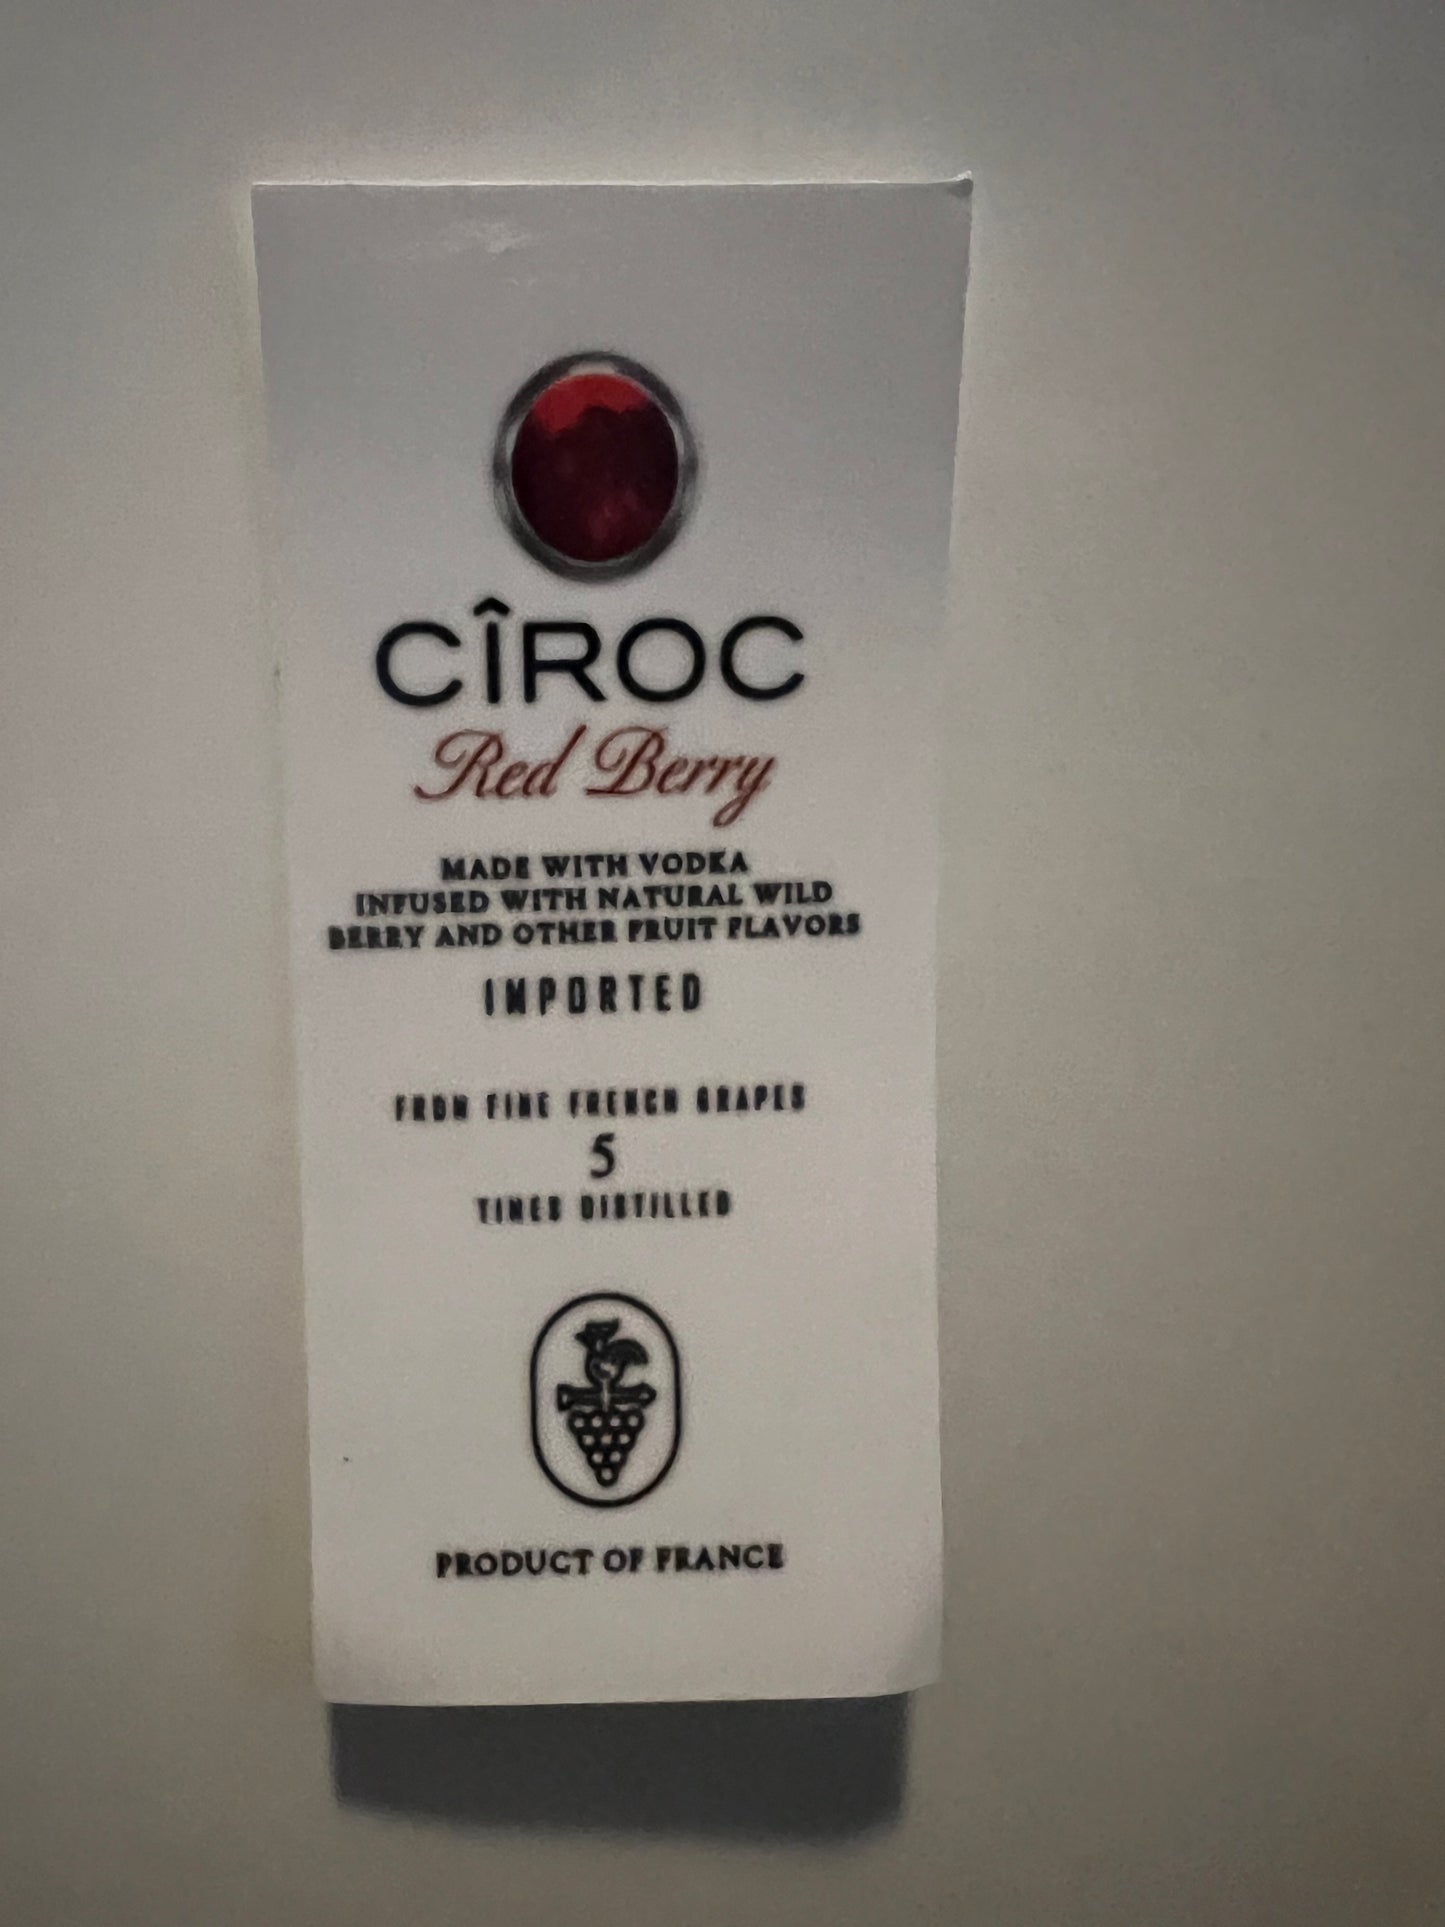 CÎROC
Red Berry
MADE WITH VODKA
INFUSED WITH NATURAL WILD
BERRY AND OTHER FRUIT FLAVORS
IMPORTED
FROM FINE FRENCH GRAPES
5
TIMES DISTILLED
PRODUCT OF FRANCE